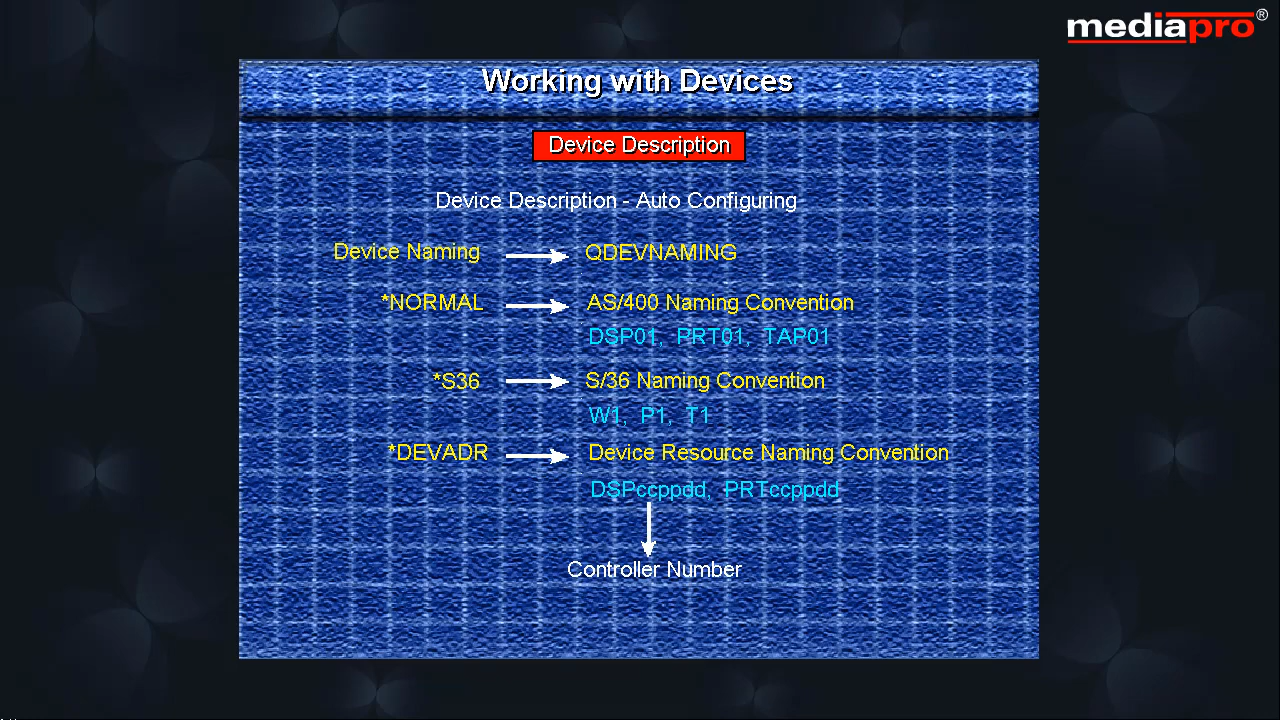 mediapro®
Working with Devices
Device Description
Device Description - Auto Configuring
Device Naming QDEVNAMING
*NORMAL AS/400 Naming Convention
DSP01, PRT01, TAP01
*S36 S/36 Naming Convention
W1, P1, T1
*DEVADR Device Resource Naming Convention
DSPccppdd, PRTccppdd
Controller Number